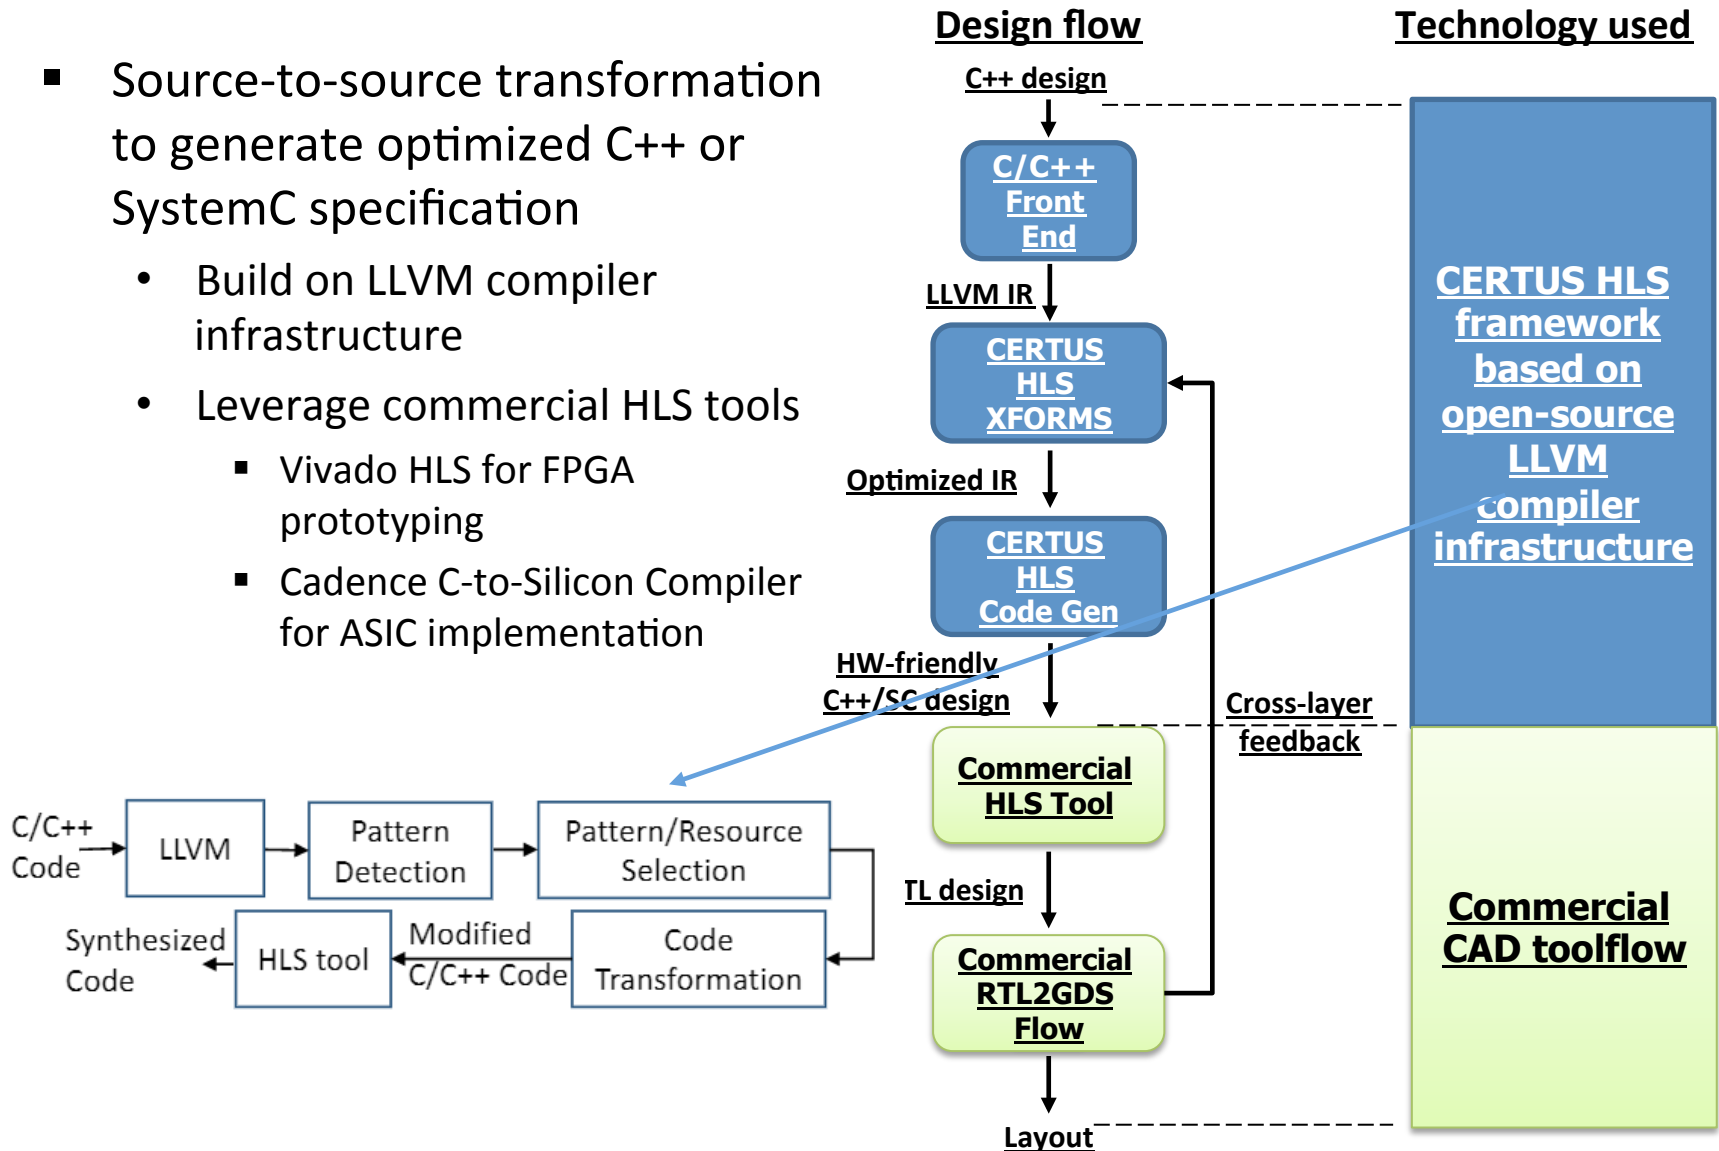 Source-to-source transformation
to generate optimized C++ or
SystemC specification
Build on LLVM compiler
infrastructure
Leverage commercial HLS tools
Vivado HLS for FPGA
prototyping
Cadence C-to-Silicon Compiler
for ASIC implementation
C/C++
Code
LLVM
Pattern
Detection
Pattern/Resource
Selection
Code
Transformation
Modified
C/C++ Code
HLS tool
Synthesized
Code
Design flow
C++ design
C/C++
Front
End
LLVM IR
CERTUS
HLS
XFORMS
Optimized IR
CERTUS
HLS
Code Gen
HW-friendly
C++/SC design
Commercial
HLS Tool
TL design
Commercial
RTL2GDS
Flow
Layout
Cross-layer
feedback
Technology used
CERTUS HLS
framework
based on
open-source
LLVM
compiler
infrastructure
Commercial
CAD toolflow